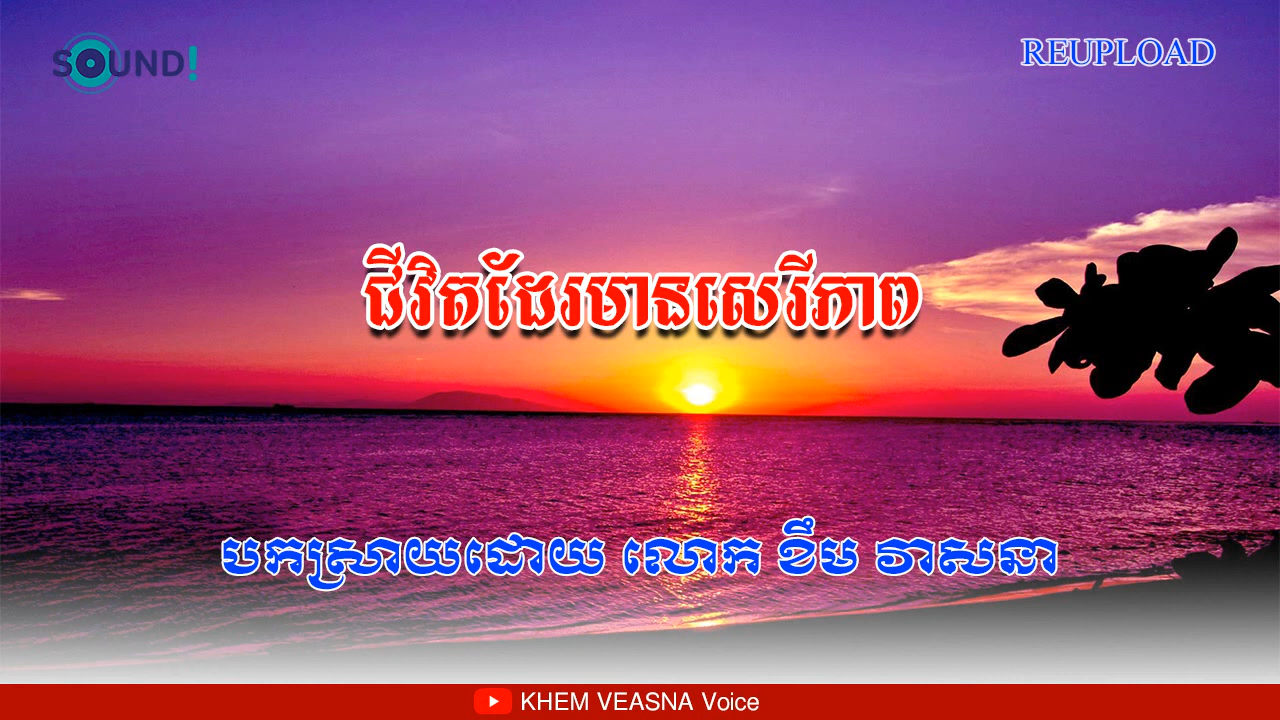 SOUND!
REUPLOAD
ជីវិតដែរមានសេរីភាព
បកស្រាយដោយ លោក ខឹម វាសនា
KHEM VEASNA Voice